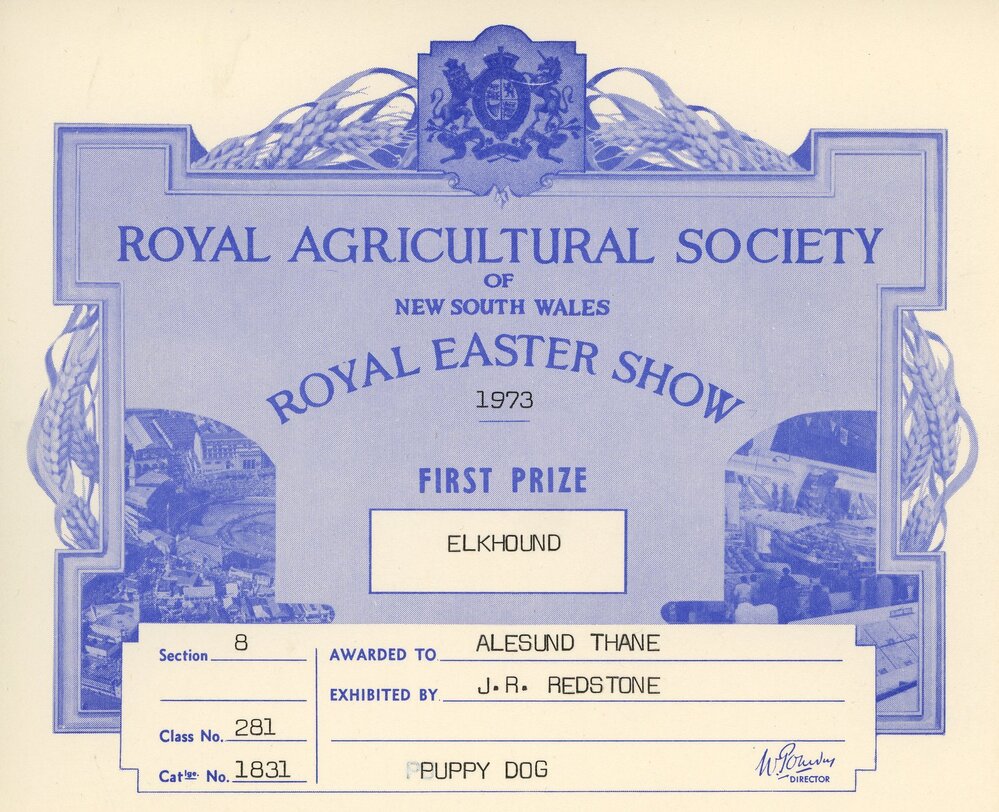 ROYAL AGRICULTURAL SOCIETY
OF
NEW SOUTH WALES
ROYAL EASTER SHOW
1973
FIRST PRIZE
ELKHOUND
Section 8
AWARDED TO ALESUND THANE
EXHIBITED BY J.R. REDSTONE
Class No. 281
Catlge. No. 1831
PUPPY DOG
DIRECTOR